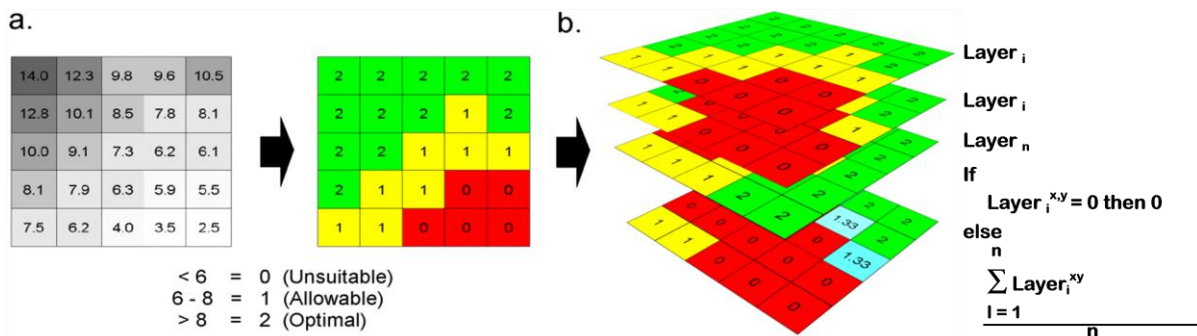 a.
14.0 12.3 9.8 9.6 10.5
12.8 10.1 8.5 7.8 8.1
10.0 9.1 7.3 6.2 6.1
8.1 7.9 6.3 5.9 5.5
7.5 6.2 4.0 3.5 2.5
2 2 2 2 2
2 2 2 1 2
2 2 1 1 1
2 1 1 0 0
1 1 0 0 0
< 6 = 0 (Unsuitable)
6 - 8 = 1 (Allowable)
> 8 = 2 (Optimal)
b.
1.33
2
1.33
Layer i
Layer i
Layer n
If
Layer i x,y = 0 then 0
else
n
∑ Layer i xy
I = 1
n